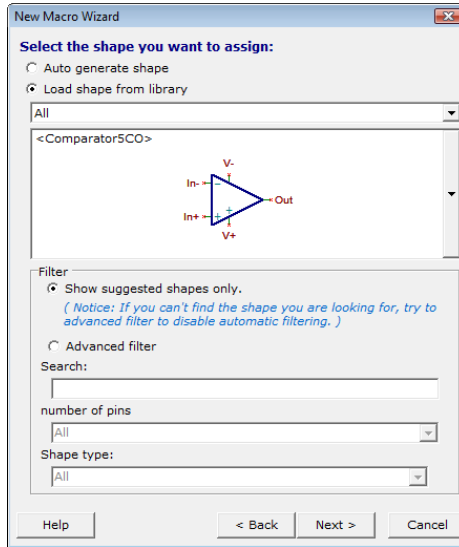 New Macro Wizard
Select the shape you want to assign:
Auto generate shape
Load shape from library
All
<Comparator5CO>
V-
In-
Out
In+
V+
Filter
Show suggested shapes only.
( Notice: If you can't find the shape you are looking for, try to
advanced filter to disable automatic filtering. )
Advanced filter
Search:
number of pins
All
Shape type:
All
Help
< Back
Next >
Cancel